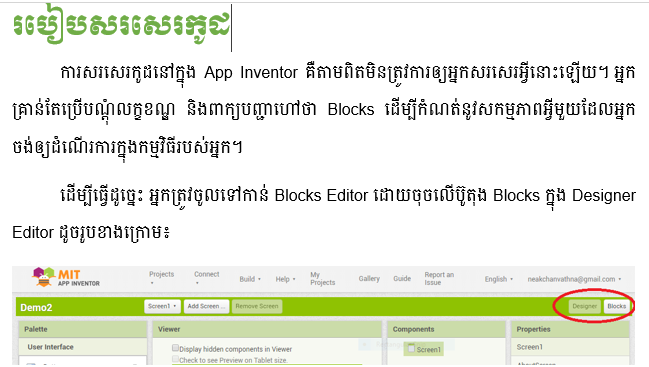 របៀបសរសេរកូដ
ការសរសេរកូដនៅក្នុង App Inventor គឺតាមពិតមិនត្រូវការឲ្យអ្នកសរសេរអ្វីនោះឡើយ។ អ្នក
គ្រាន់តែប្រើបណ្តុំលក្ខខណ្ឌ និងពាក្យបញ្ជាហៅថា Blocks ដើម្បីកំណត់នូវសកម្មភាពអ្វីមួយដែលអ្នក
ចង់ឲ្យដំណើរការក្នុងកម្មវិធីរបស់អ្នក។
ដើម្បីធ្វើដូច្នេះ អ្នកត្រូវចូលទៅកាន់ Blocks Editor ដោយចុចលើប៊ូតុង Blocks ក្នុង Designer
Editor ដូចរូបខាងក្រោម៖
MIT APP INVENTOR Projects Connect Build Help My Projects Gallery Guide Report an Issue English neakchanvathna@gmail.com
Demo2 Screen1 Add Screen ... Remove Screen Designer Blocks
Palette Viewer Components Properties
User Interface Display hidden components in Viewer Screen1 Screen1
Check to see Preview on Tablet size.
AboutScreen